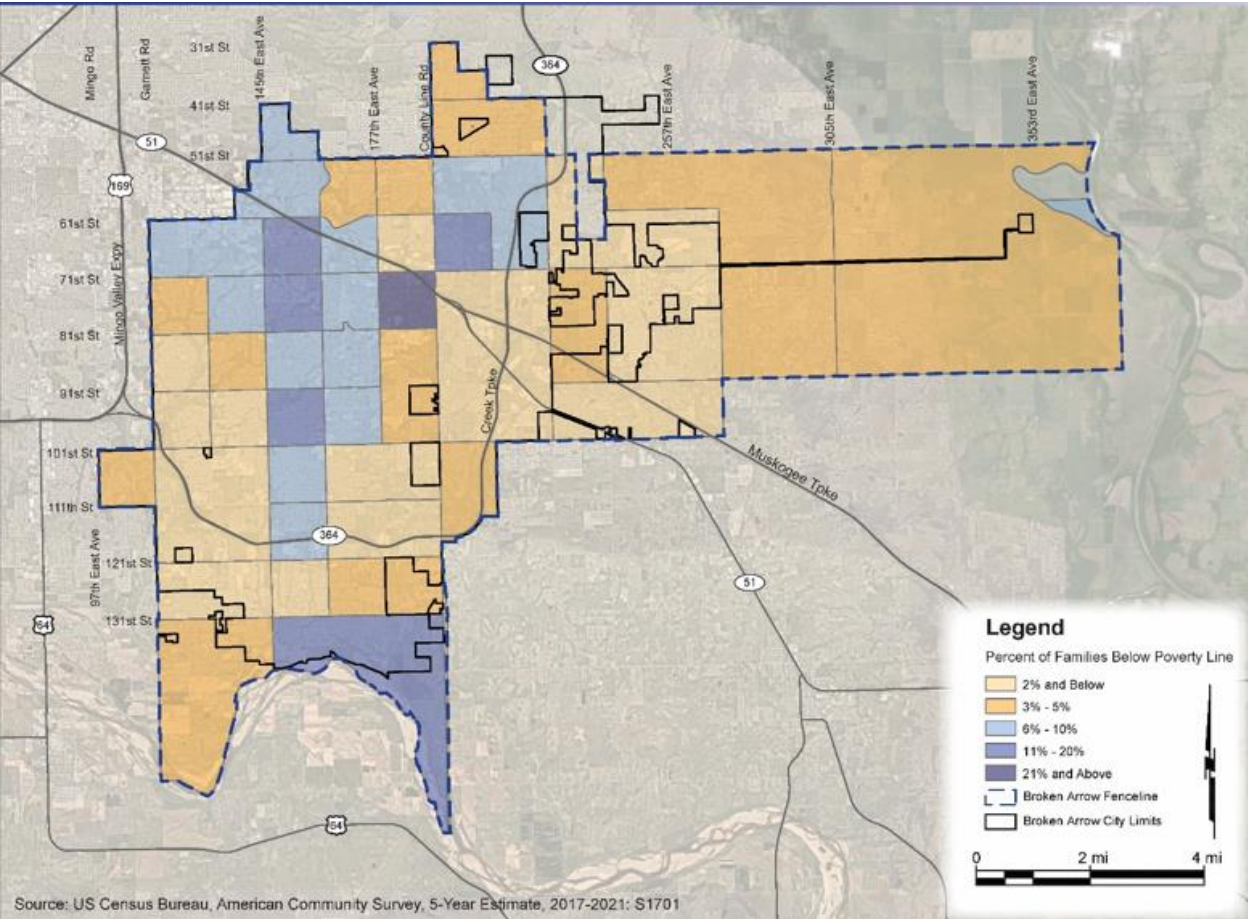 31st St
41st St
51st St
61st St
71st St
81st St
91st St
101st St
111th St
121st St
131st St
Mingo Rd
Garnett Rd
145th East Ave
177th East Ave
County Line Rd
257th East Ave
305th East Ave
353rd East Ave
364
51
169
Mingo Valley Expy
Creek Tpke
Muskogee Tpke
364
97th East Ave
51
64
64
Legend
Percent of Families Below Poverty Line
2% and Below
3% - 5%
6% - 10%
11% - 20%
21% and Above
Broken Arrow Fenceline
Broken Arrow City Limits
0 2 mi 4 mi
Source: US Census Bureau, American Community Survey, 5-Year Estimate, 2017-2021: S1701